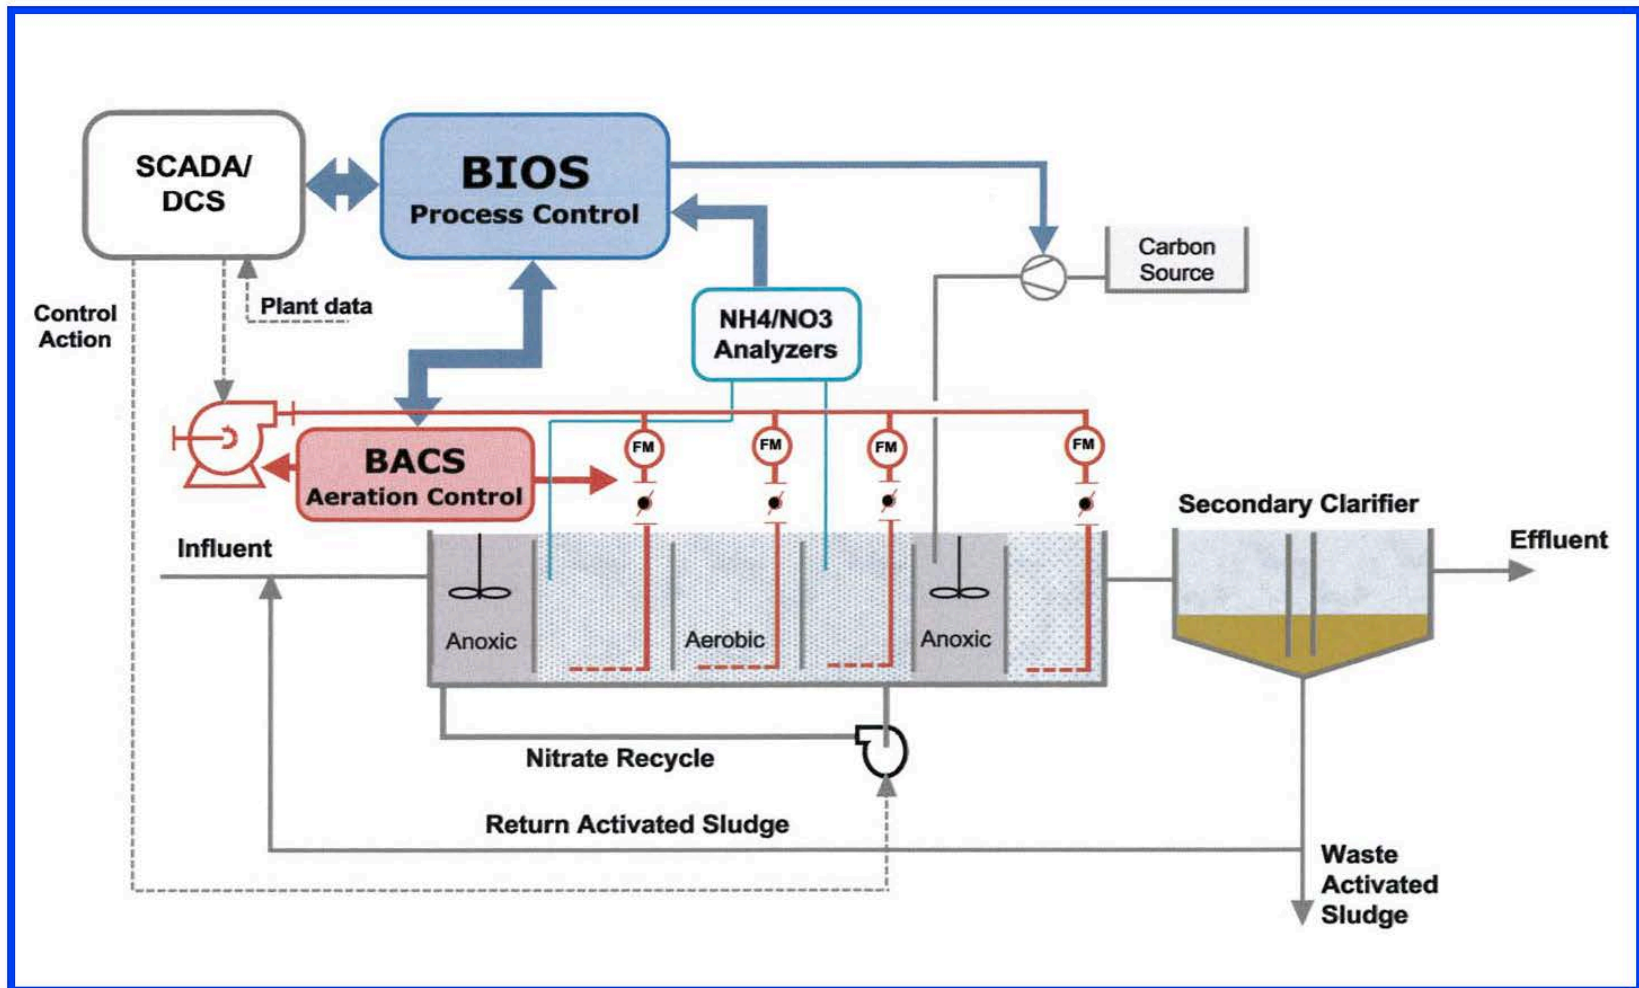 SCADA/
DCS
BIOS
Process Control
Carbon
Source
Control
Action
Plant data
NH4/NO3
Analyzers
BACS
Aeration Control
FM
FM
FM
FM
Secondary Clarifier
Influent
Effluent
Anoxic
Aerobic
Anoxic
Nitrate Recycle
Return Activated Sludge
Waste
Activated
Sludge